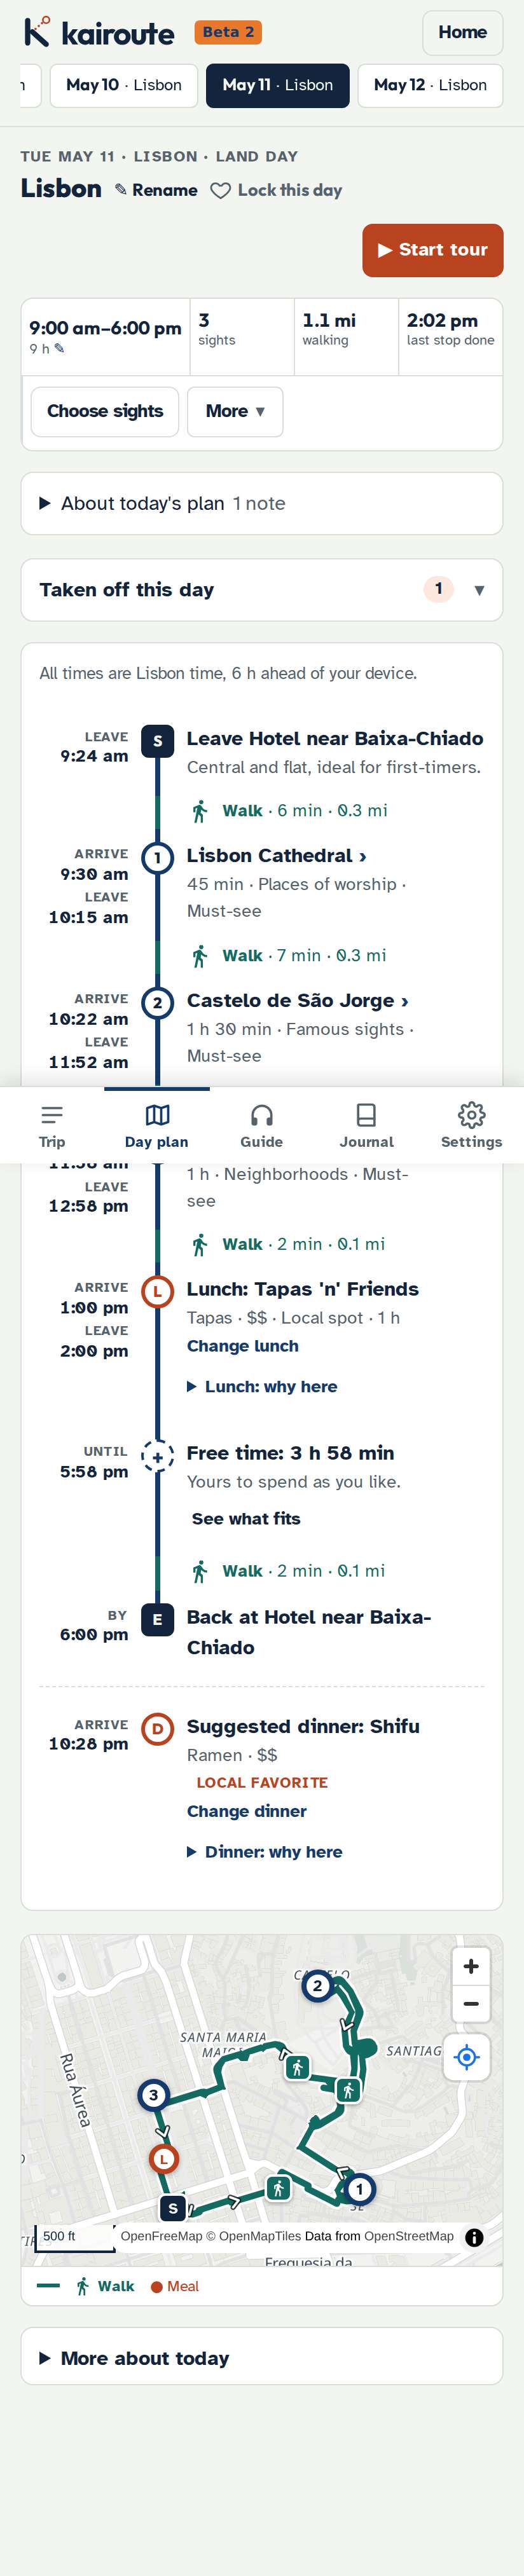 kairoute Beta 2 Home
May 10 · Lisbon May 11 · Lisbon May 12 · Lisbon
TUE MAY 11 · LISBON · LAND DAY
Lisbon ✎ Rename Lock this day
▶ Start tour
9:00 am–6:00 pm 3 1.1 mi 2:02 pm
9 h ✎ sights walking last stop done
Choose sights More ▾
▶ About today's plan 1 note
Taken off this day 1 ▾
All times are Lisbon time, 6 h ahead of your device.
LEAVE S Leave Hotel near Baixa-Chiado
9:24 am Central and flat, ideal for first-timers.
Walk · 6 min · 0.3 mi
ARRIVE 1 Lisbon Cathedral ›
9:30 am 45 min · Places of worship ·
LEAVE Must-see
10:15 am
Walk · 7 min · 0.3 mi
ARRIVE 2 Castelo de São Jorge ›
10:22 am 1 h 30 min · Famous sights ·
LEAVE Must-see
11:52 am
Trip Day plan Guide Journal Settings
1 h · Neighborhoods · Must-
LEAVE see
12:58 pm
Walk · 2 min · 0.1 mi
ARRIVE L Lunch: Tapas 'n' Friends
1:00 pm Tapas · $$ · Local spot · 1 h
LEAVE Change lunch
2:00 pm
▶ Lunch: why here
UNTIL + Free time: 3 h 58 min
5:58 pm Yours to spend as you like.
See what fits
Walk · 2 min · 0.1 mi
BY E Back at Hotel near Baixa-
6:00 pm Chiado
ARRIVE D Suggested dinner: Shifu
10:28 pm Ramen · $$
LOCAL FAVORITE
Change dinner
▶ Dinner: why here
2
+
−
SANTA MARIA
SANTIAG
Rua Áurea
3
L
1
S
500 ft OpenFreeMap © OpenMapTiles Data from OpenStreetMap
Freguesia da
Walk Meal
▶ More about today